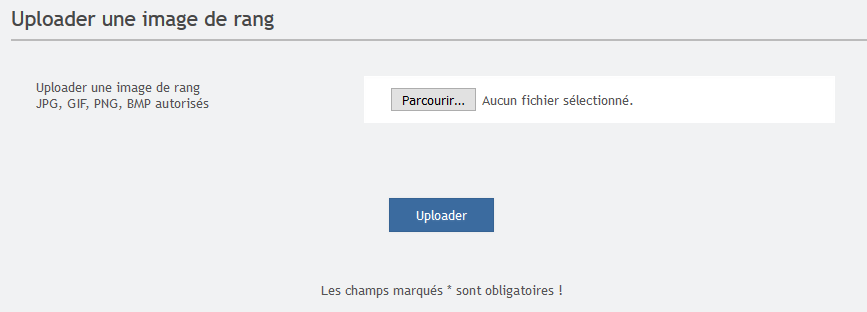 Uploader une image de rang
Uploader une image de rang
JPG, GIF, PNG, BMP autorisés
Parcourir... Aucun fichier sélectionné.
Uploader
Les champs marqués * sont obligatoires !